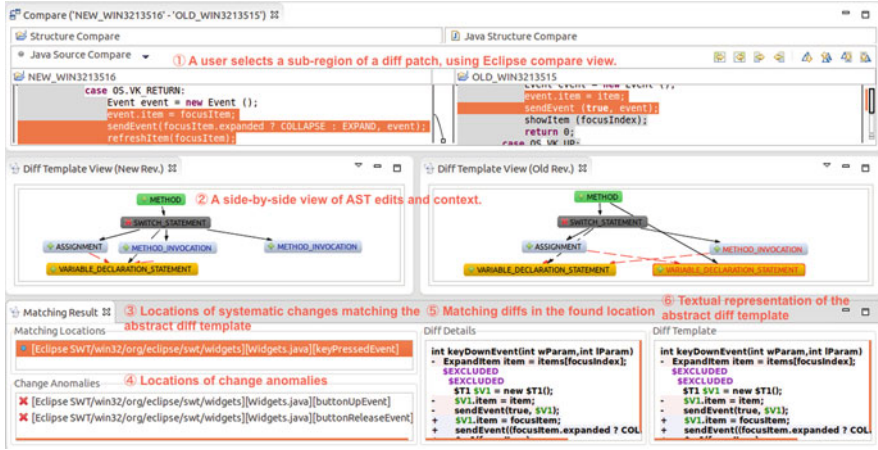 Compare ('NEW_WIN3213516' - 'OLD_WIN3213515')
Structure Compare
Java Structure Compare
Java Source Compare
① A user selects a sub-region of a diff patch, using Eclipse compare view.
NEW_WIN3213516
OLD_WIN3213515
case OS.VK_RETURN:
Event event = new Event ();
event.item = focusItem;
sendEvent(focusItem.expanded ? COLLAPSE : EXPAND, event);
refreshItem(focusItem);
Event event = new Event ();
event.item = item;
sendEvent (true, event);
showItem (focusIndex);
return 0;
case OS.VK_UP:
Diff Template View (New Rev.)
Diff Template View (Old Rev.)
② A side-by-side view of AST edits and context.
METHOD
SWITCH_STATEMENT
ASSIGNMENT
METHOD_INVOCATION
METHOD_INVOCATION
VARIABLE_DECLARATION_STATEMENT
METHOD
SWITCH_STATEMENT
ASSIGNMENT
METHOD_INVOCATION
VARIABLE_DECLARATION_STATEMENT
VARIABLE_DECLARATION_STATEMENT
Matching Result
③ Locations of systematic changes matching the abstract diff template
⑤ Matching diffs in the found location
⑥ Textual representation of the abstract diff template
Matching Locations
[Eclipse SWT/win32/org/eclipse/swt/widgets][Widgets.java][keyPressedEvent]
Change Anomalies
④ Locations of change anomalies
[Eclipse SWT/win32/org/eclipse/swt/widgets][Widgets.java][buttonUpEvent]
[Eclipse SWT/win32/org/eclipse/swt/widgets][Widgets.java][buttonReleaseEvent]
Diff Details
int keyDownEvent(int wParam,int lParam)
- ExpandItem item = items[focusIndex];
$EXCLUDED
$EXCLUDED
$T1 $V1 = new $T1();
- $V1.item = item;
- sendEvent(true, $V1);
+ $V1.item = focusItem;
+ sendEvent((focusItem.expanded ? COL
Diff Template
int keyDownEvent(int wParam,int lParam)
- ExpandItem item = items[focusIndex];
$EXCLUDED
$EXCLUDED
$T1 $V1 = new $T1();
- $V1.item = item;
- sendEvent(true, $V1);
+ $V1.item = focusItem;
+ sendEvent((focusItem.expanded ? COL